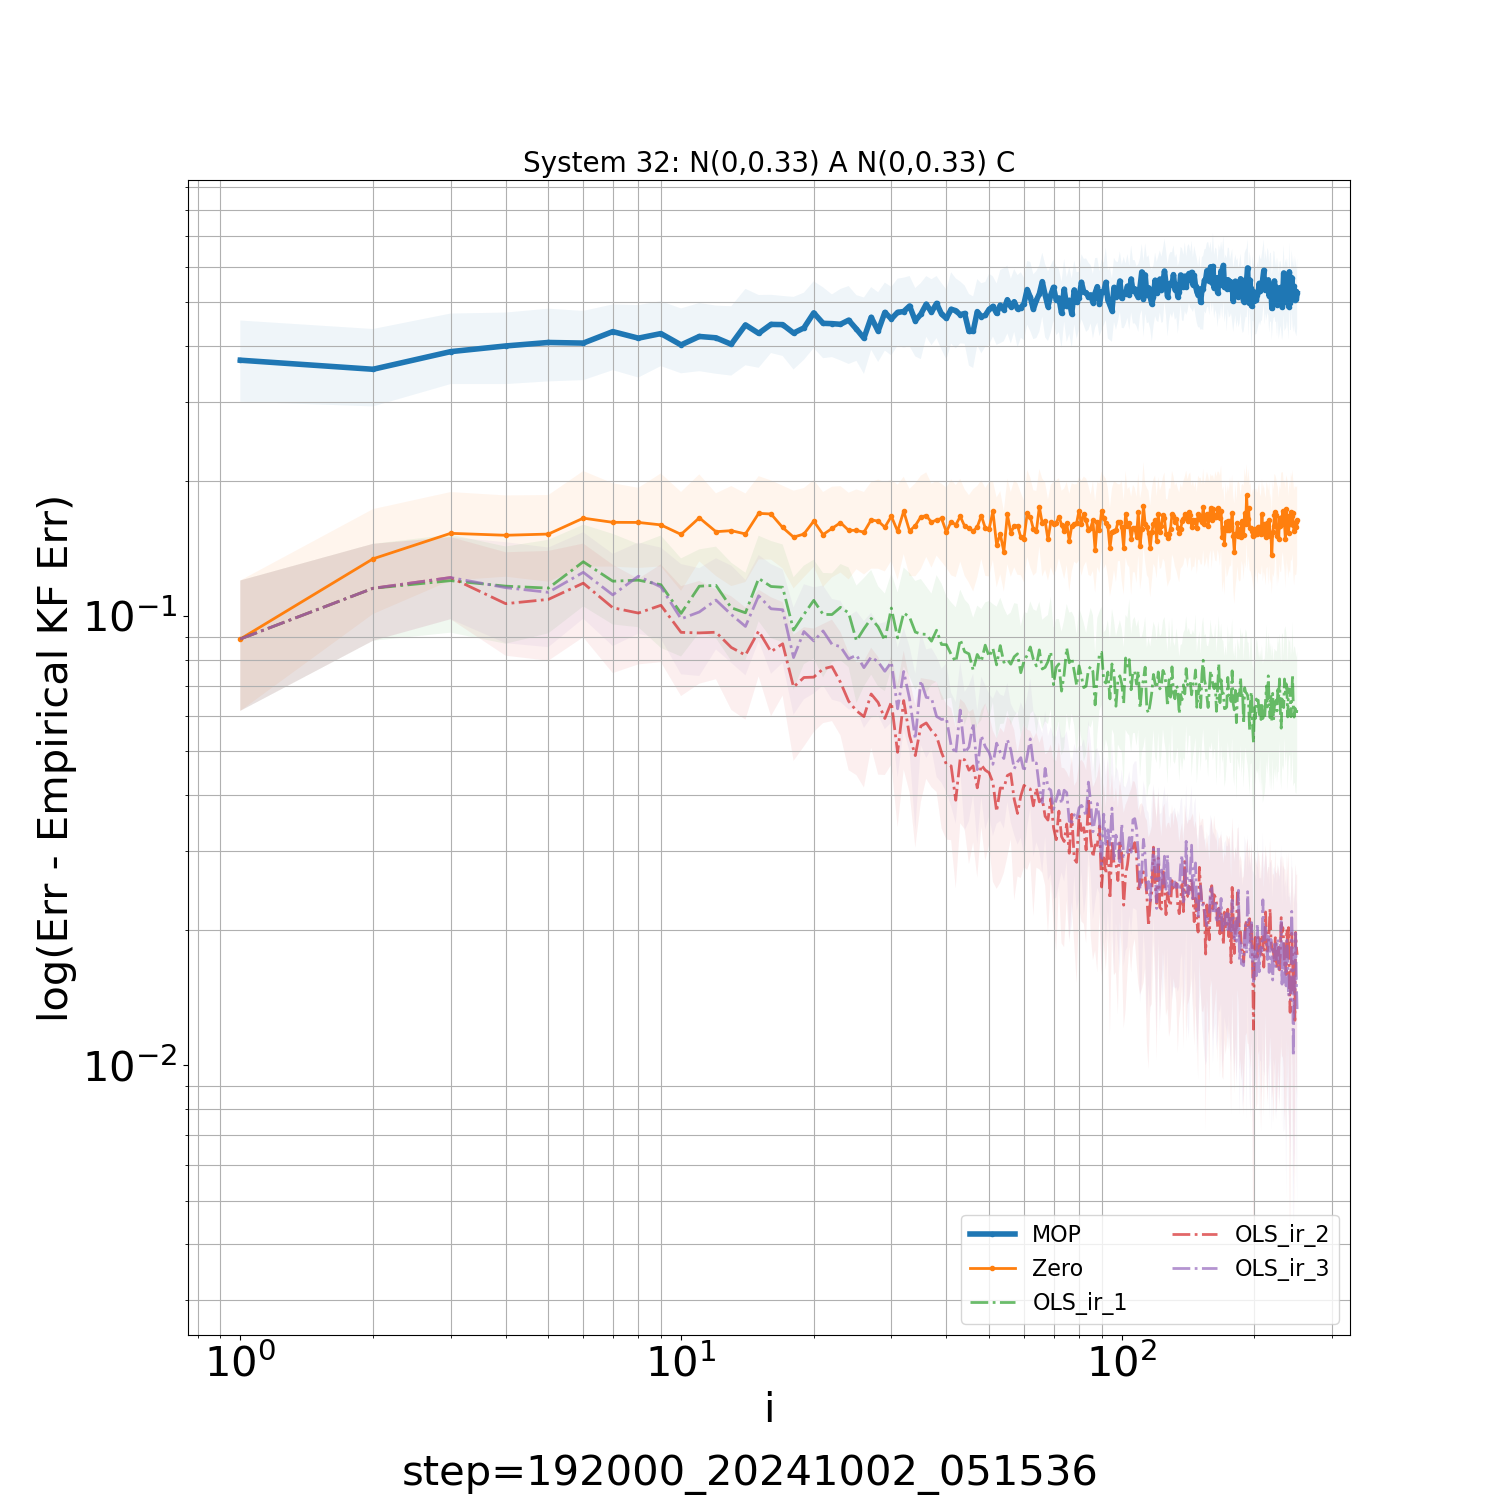 System 32: N(0,0.33) A N(0,0.33) C
log(Err - Empirical KF Err)
10⁻¹
10⁻²
10⁰
10¹
10²
i
MOP
Zero
OLS_ir_1
OLS_ir_2
OLS_ir_3
step=192000_20241002_051536